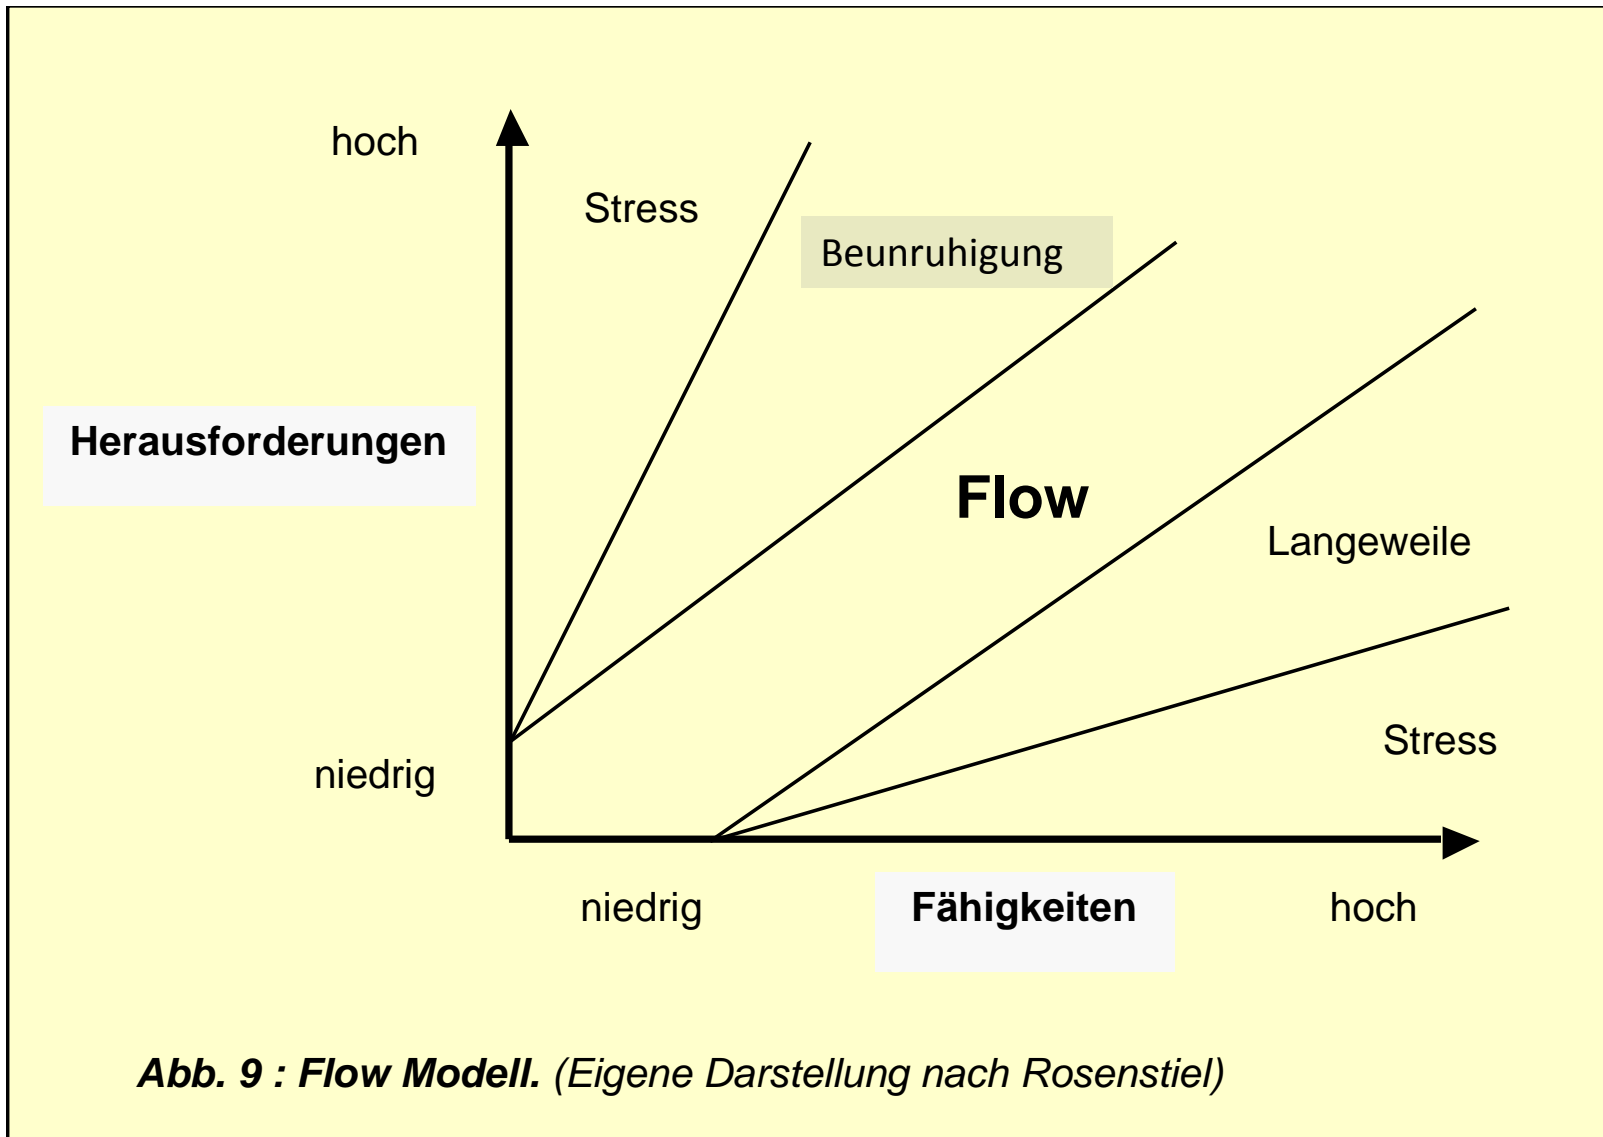 hoch
Stress
Beunruhigung
Herausforderungen
Flow
Langeweile
Stress
niedrig
niedrig
Fähigkeiten
hoch
Abb. 9 : Flow Modell. (Eigene Darstellung nach Rosenstiel)